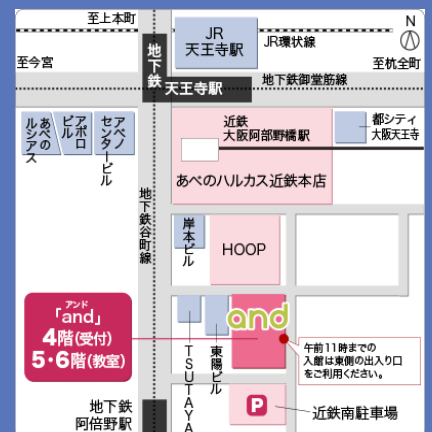 至上本町
N
JR
天王寺駅
JR環状線
至今宮
至杭全町
地下鉄
天王寺駅
地下鉄御堂筋線
あべの
ルシアス
アポロ
ビル
アベノ
センタービル
近鉄
大阪阿部野橋駅
都シティ
大阪天王寺
あべのハルカス近鉄本店
地下鉄谷町線
岸本ビル
HOOP
アンド
「and」
4階(受付)
5・6階(教室)
and
TSUTAYA
東陽ビル
午前11時までの
入館は東側の出入り口
をご利用ください。
P
近鉄南駐車場
地下鉄
阿倍野駅